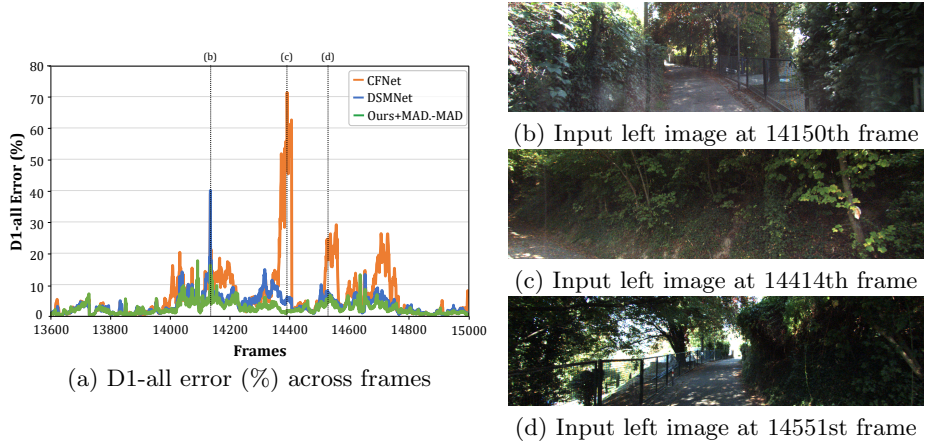 (b)
(c)
(d)
80
70
60
50
40
30
20
10
0
D1-all Error (%)
CFNet
DSMNet
Ours+MAD.-MAD
13600
14000
14200
14400
14600
14800
15000
Frames
(a) D1-all error (%) across frames
(b) Input left image at 14150th frame
(c) Input left image at 14414th frame
(d) Input left image at 14551st frame